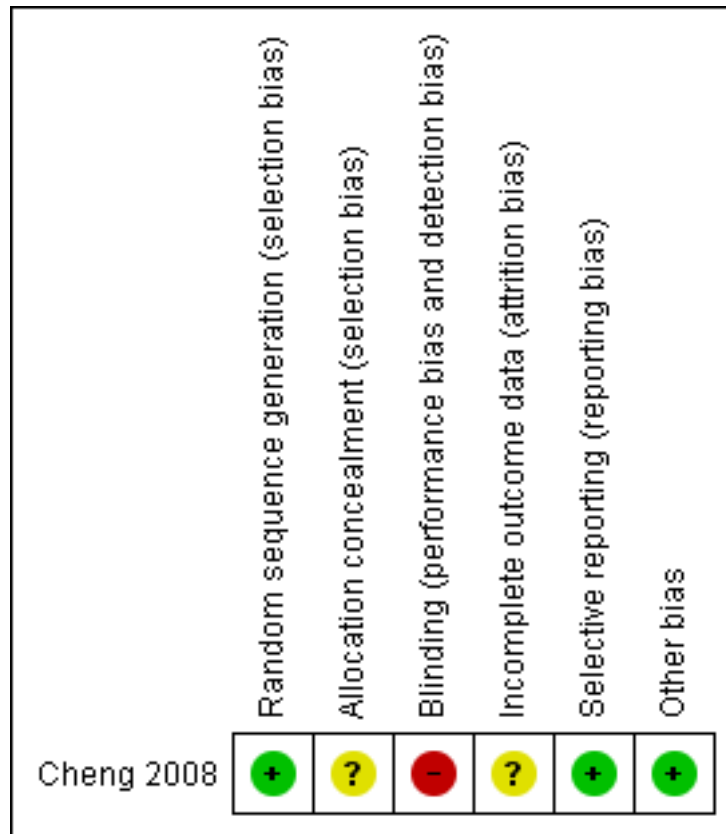 Random sequence generation (selection bias)
Allocation concealment (selection bias)
Blinding (performance bias and detection bias)
Incomplete outcome data (attrition bias)
Selective reporting (reporting bias)
Other bias
Cheng 2008 + ? - ? + +